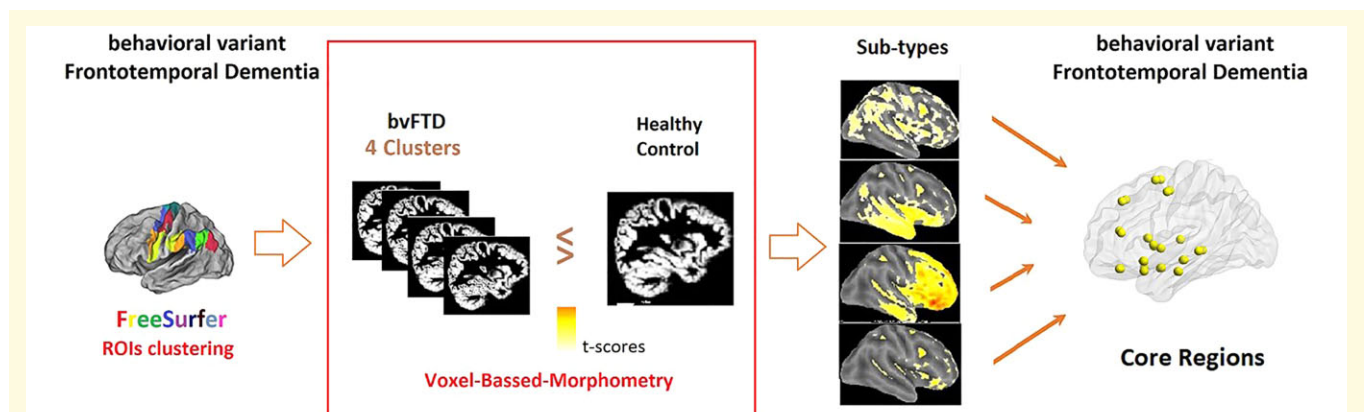 behavioral variant
Frontotemporal Dementia
FreeSurfer
ROIs clustering
bvFTD
4 Clusters
Healthy
Control
t-scores
Voxel-Bassed-Morphometry
Sub-types
behavioral variant
Frontotemporal Dementia
Core Regions